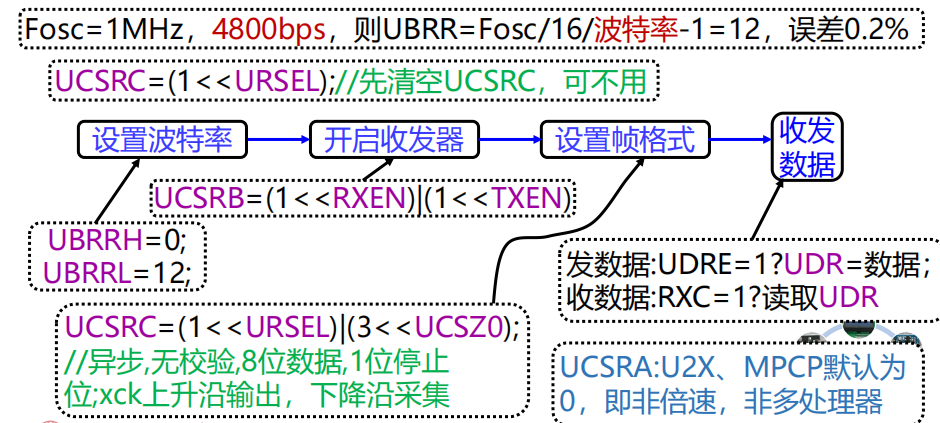 Fosc=1MHz，4800bps，则UBRR=Fosc/16/波特率-1=12，误差0.2%
UCSRC=(1<<URSEL);//先清空UCSRC，可不用
设置波特率
开启收发器
设置帧格式
收发
数据
UCSRB=(1<<RXEN)|(1<<TXEN)
UBRRH=0;
UBRRL=12;
发数据:UDRE=1?UDR=数据;
收数据:RXC=1?读取UDR
UCSRC=(1<<URSEL)|(3<<UCSZ0);
//异步,无校验,8位数据,1位停止
位;xck上升沿输出，下降沿采集
UCSRA:U2X、MPCP默认为
0，即非倍速，非多处理器